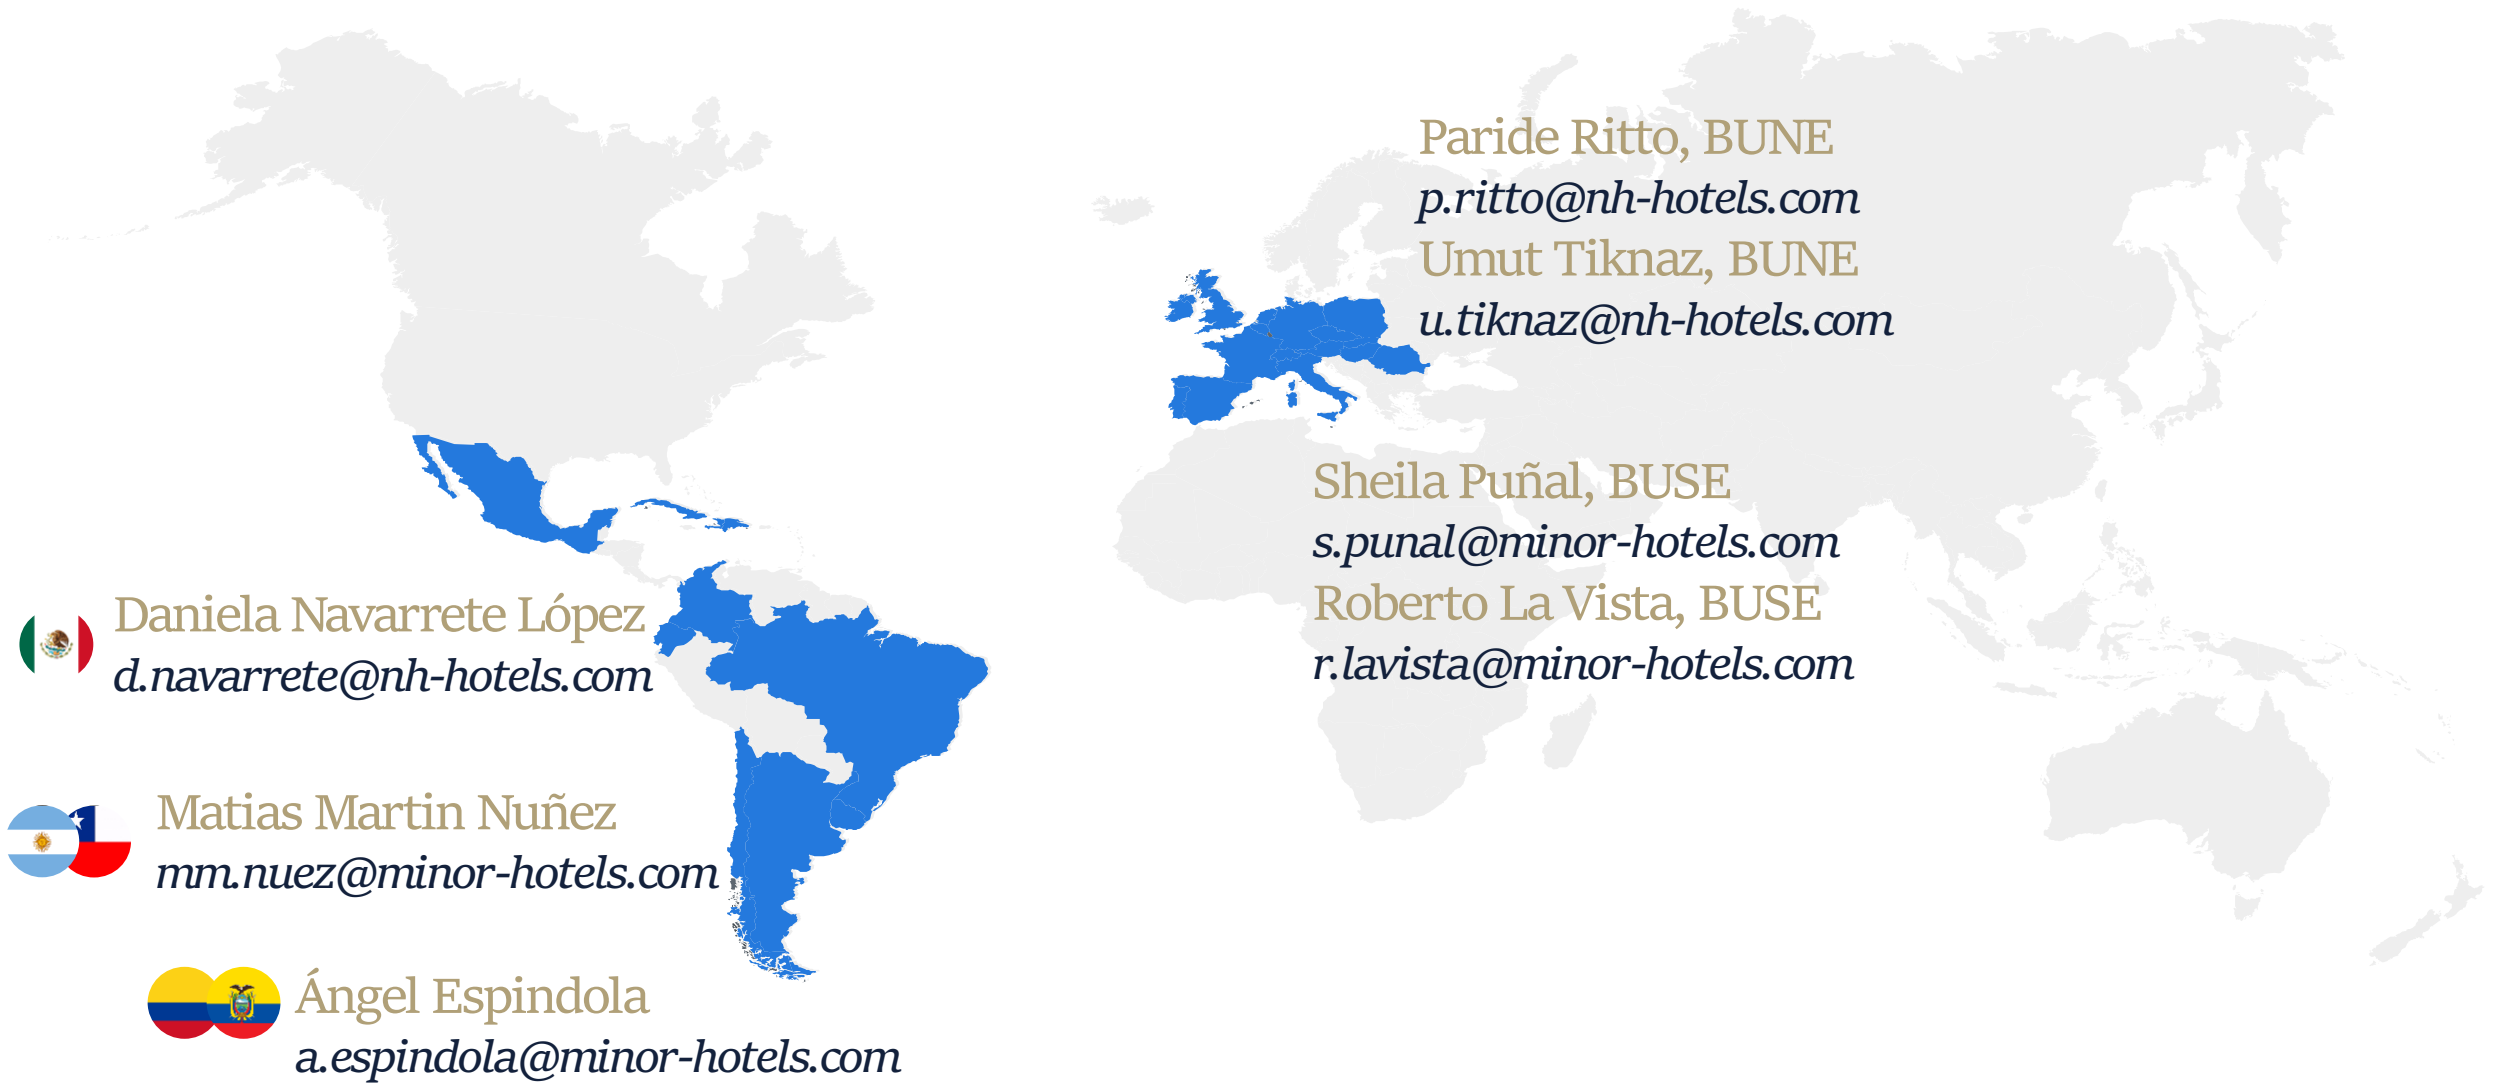 Paride Ritto, BUNE
p.ritto@nh-hotels.com
Umut Tiknaz, BUNE
u.tiknaz@nh-hotels.com
Sheila Puñal, BUSE
s.punal@minor-hotels.com
Roberto La Vista, BUSE
r.lavista@minor-hotels.com
Daniela Navarrete López
d.navarrete@nh-hotels.com
Matias Martin Nuñez
mm.nuez@minor-hotels.com
Ángel Espindola
a.espindola@minor-hotels.com